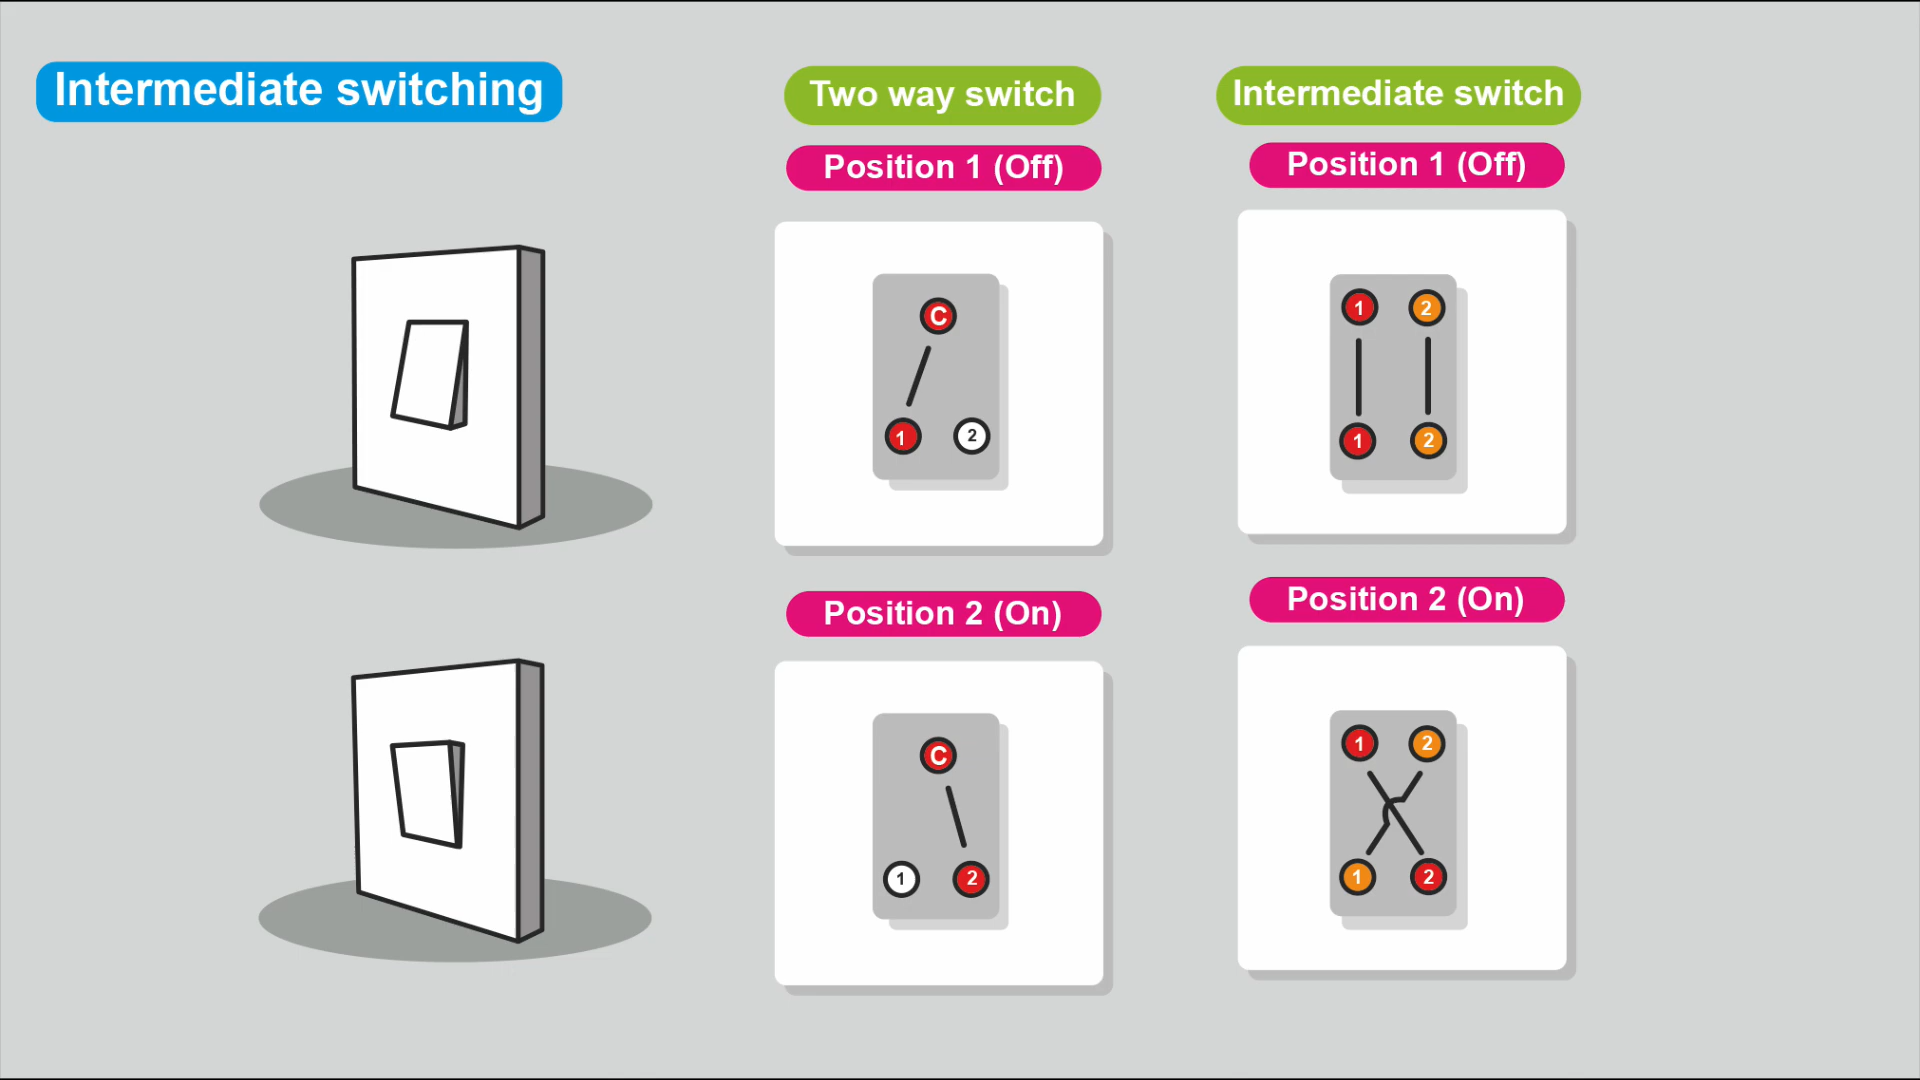 Intermediate switching
Two way switch
Position 1 (Off)
C
1 2
Position 2 (On)
C
1 2
Intermediate switch
Position 1 (Off)
1 2
1 2
Position 2 (On)
1 2
1 2